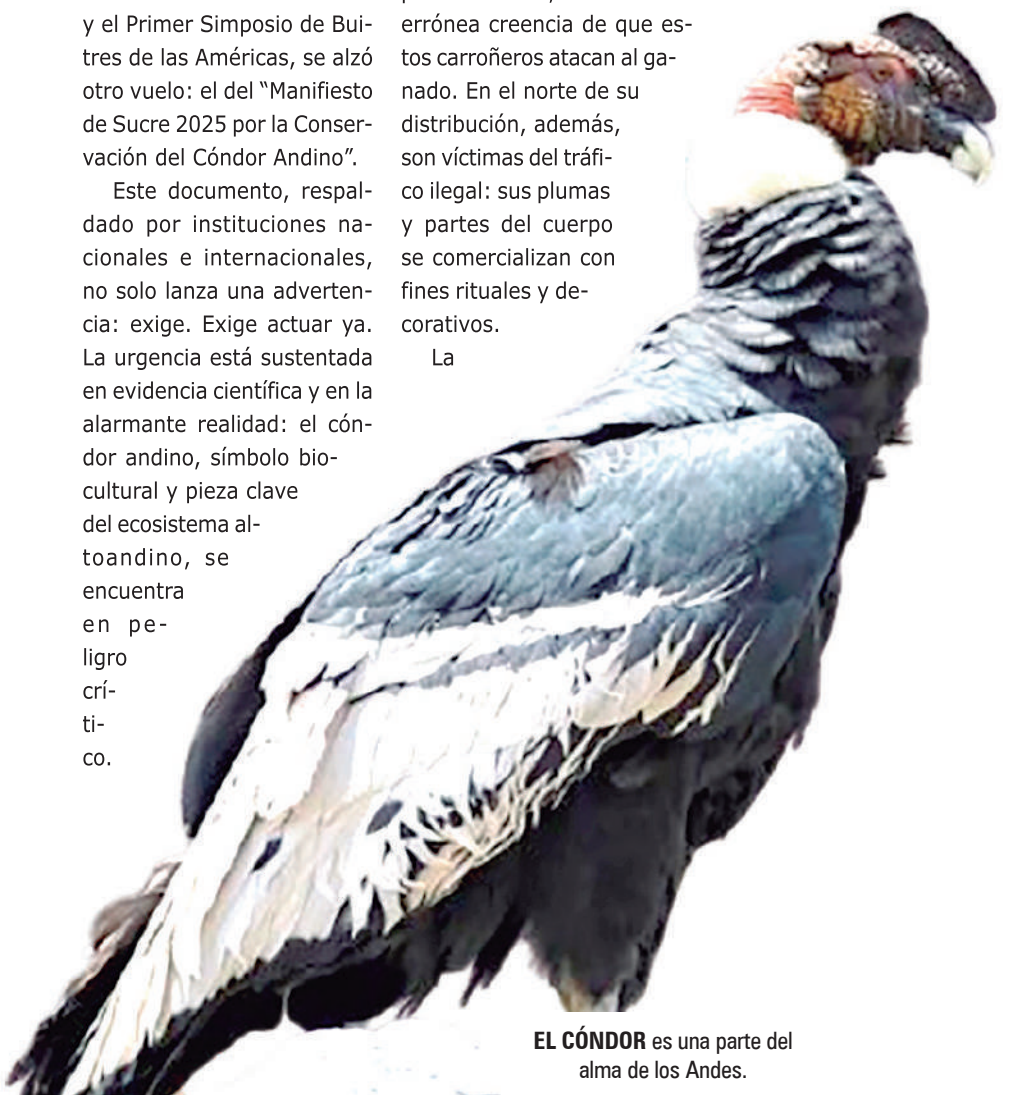 y el Primer Simposio de Bui-
tres de las Américas, se alzó
otro vuelo: el del “Manifiesto
de Sucre 2025 por la Conser-
vación del Cóndor Andino”.
Este documento, respal-
dado por instituciones na-
cionales e internacionales,
no solo lanza una adverten-
cia: exige. Exige actuar ya.
La urgencia está sustentada
en evidencia científica y en la
alarmante realidad: el cón-
dor andino, símbolo bio-
cultural y pieza clave
del ecosistema al-
toandino, se
encuentra
en pe-
ligro
crí-
ti-
co.
errónea creencia de que es-
tos carroñeros atacan al ga-
nado. En el norte de su
distribución, además,
son víctimas del tráfi-
co ilegal: sus plumas
y partes del cuerpo
se comercializan con
fines rituales y de-
corativos.
La
EL CÓNDOR es una parte del
alma de los Andes.